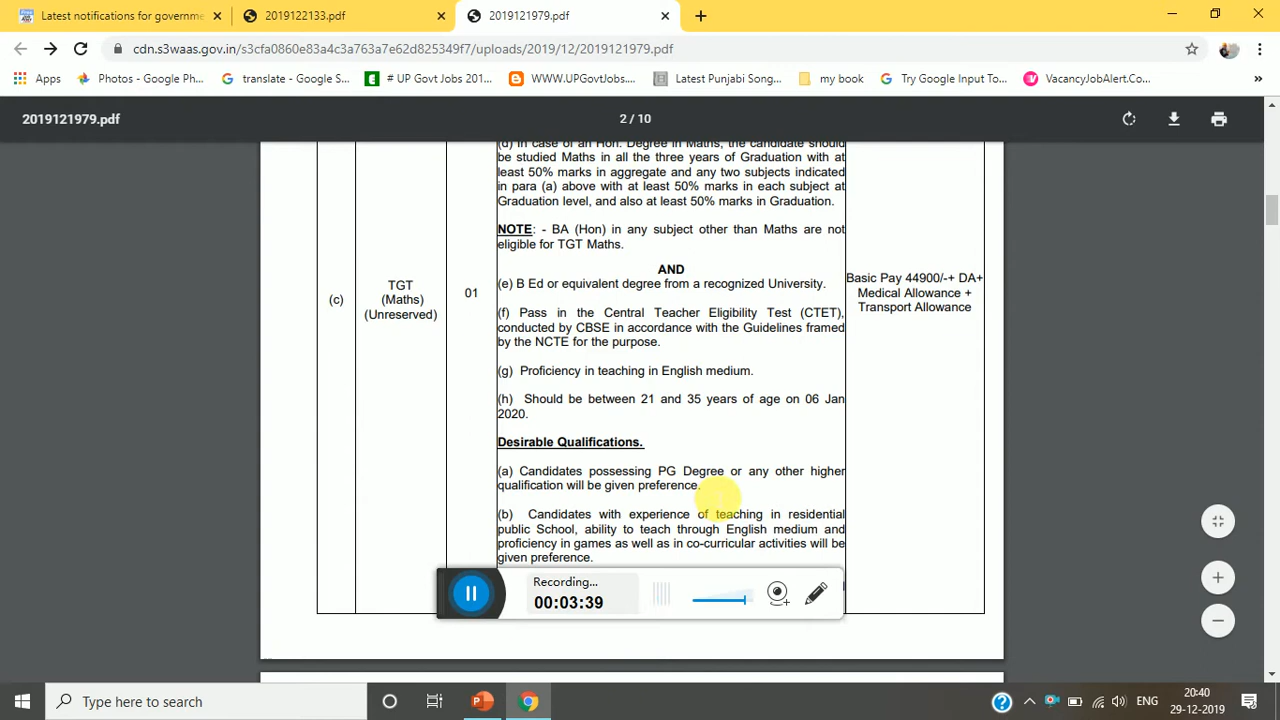 Latest notifications for governme
2019122133.pdf
2019121979.pdf
cdn.s3waas.gov.in/s3cfa0860e83a4c3a763a7e62d825349f7/uploads/2019/12/2019121979.pdf
Apps
Photos - Google Ph...
translate - Google S...
# UP Govt Jobs 201...
WWW.UPGovtJobs....
Latest Punjabi Song...
my book
Try Google Input To...
VacancyJobAlert.Co...
»
2019121979.pdf
2 / 10
(d) In case of an Hon. Degree in Maths, the candidate should
be studied Maths in all the three years of Graduation with at
least 50% marks in aggregate and any two subjects indicated
in para (a) above with at least 50% marks in each subject at
Graduation level, and also at least 50% marks in Graduation.
NOTE: - BA (Hon) in any subject other than Maths are not
eligible for TGT Maths.
AND
(e) B Ed or equivalent degree from a recognized University.
(c)
TGT
(Maths)
(Unreserved)
01
Basic Pay 44900/-+ DA+
Medical Allowance +
Transport Allowance
(f) Pass in the Central Teacher Eligibility Test (CTET),
conducted by CBSE in accordance with the Guidelines framed
by the NCTE for the purpose.
(g) Proficiency in teaching in English medium.
(h) Should be between 21 and 35 years of age on 06 Jan
2020.
Desirable Qualifications.
(a) Candidates possessing PG Degree or any other higher
qualification will be given preference.
(b) Candidates with experience of teaching in residential
public School, ability to teach through English medium and
proficiency in games as well as in co-curricular activities will be
given preference.
Recording...
00:03:39
Type here to search
ENG
20:40
29-12-2019